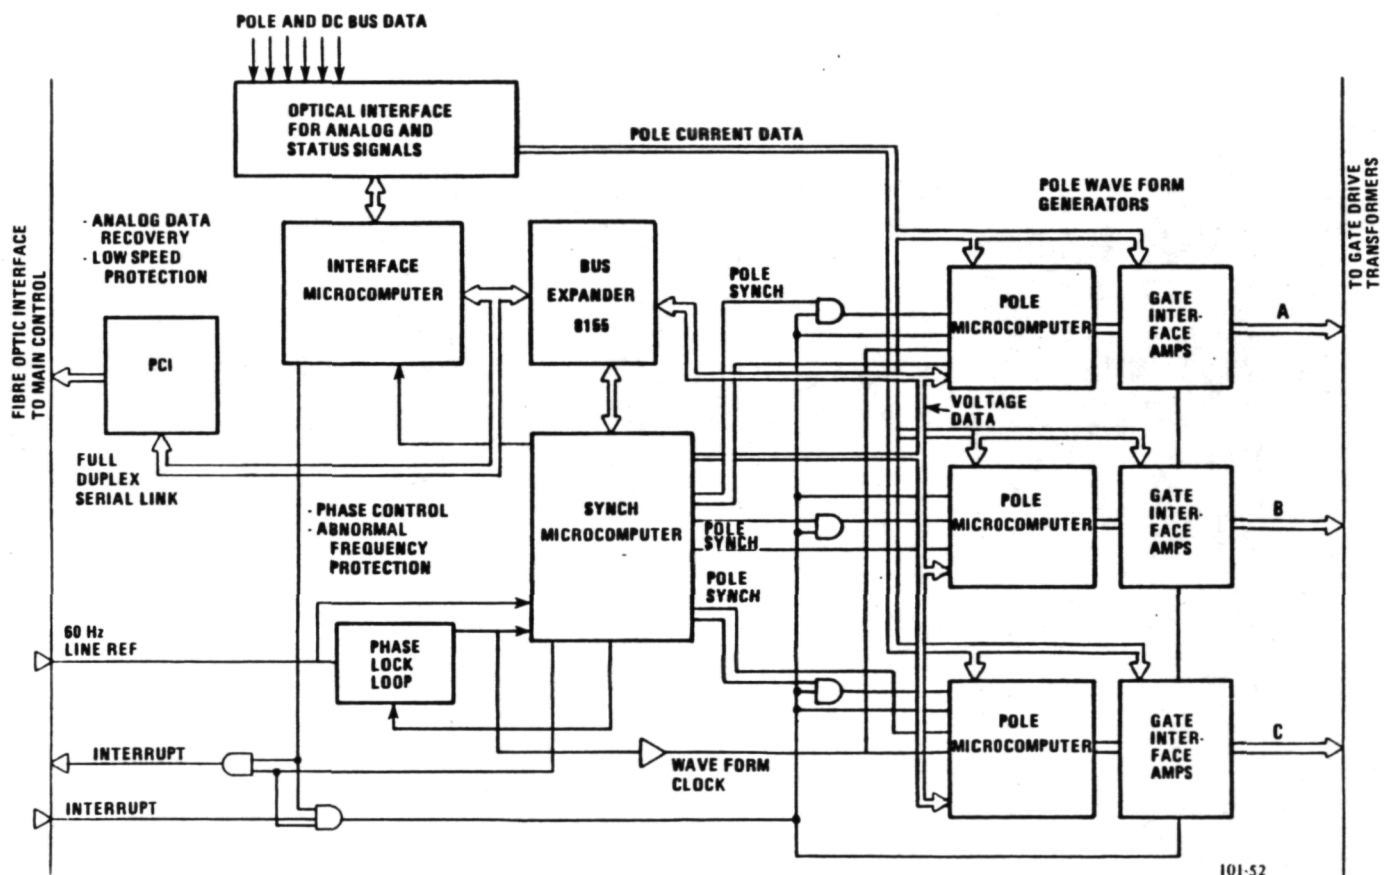 POLE AND DC BUS DATA
OPTICAL INTERFACE
FOR ANALOG AND
STATUS SIGNALS
POLE CURRENT DATA
POLE WAVE FORM
GENERATORS
TO GATE DRIVE
TRANSFORMERS
FIBRE OPTIC INTERFACE
TO MAIN CONTROL
- ANALOG DATA
RECOVERY
- LOW SPEED
PROTECTION
INTERFACE
MICROCOMPUTER
BUS
EXPANDER
8155
POLE
SYNCH
POLE
MICROCOMPUTER
GATE
INTER-
FACE
AMPS
A
PCI
VOLTAGE
DATA
FULL
DUPLEX
SERIAL LINK
- PHASE CONTROL
- ABNORMAL
FREQUENCY
PROTECTION
SYNCH
MICROCOMPUTER
POLE
SYNCH
POLE
MICROCOMPUTER
GATE
INTER-
FACE
AMPS
B
POLE
SYNCH
60 Hz
LINE REF
PHASE
LOCK
LOOP
POLE
MICROCOMPUTER
GATE
INTER-
FACE
AMPS
C
INTERRUPT
WAVE FORM
CLOCK
INTERRUPT
101-52